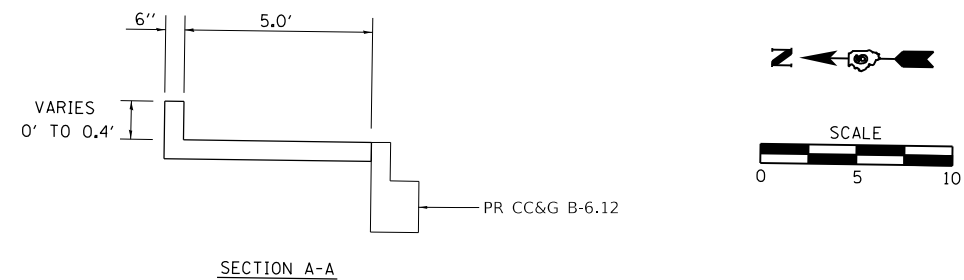 6" 5.0'
VARIES
0' TO 0.4'
PR CC&G B-6.12
SECTION A-A
N
SCALE
0 5 10